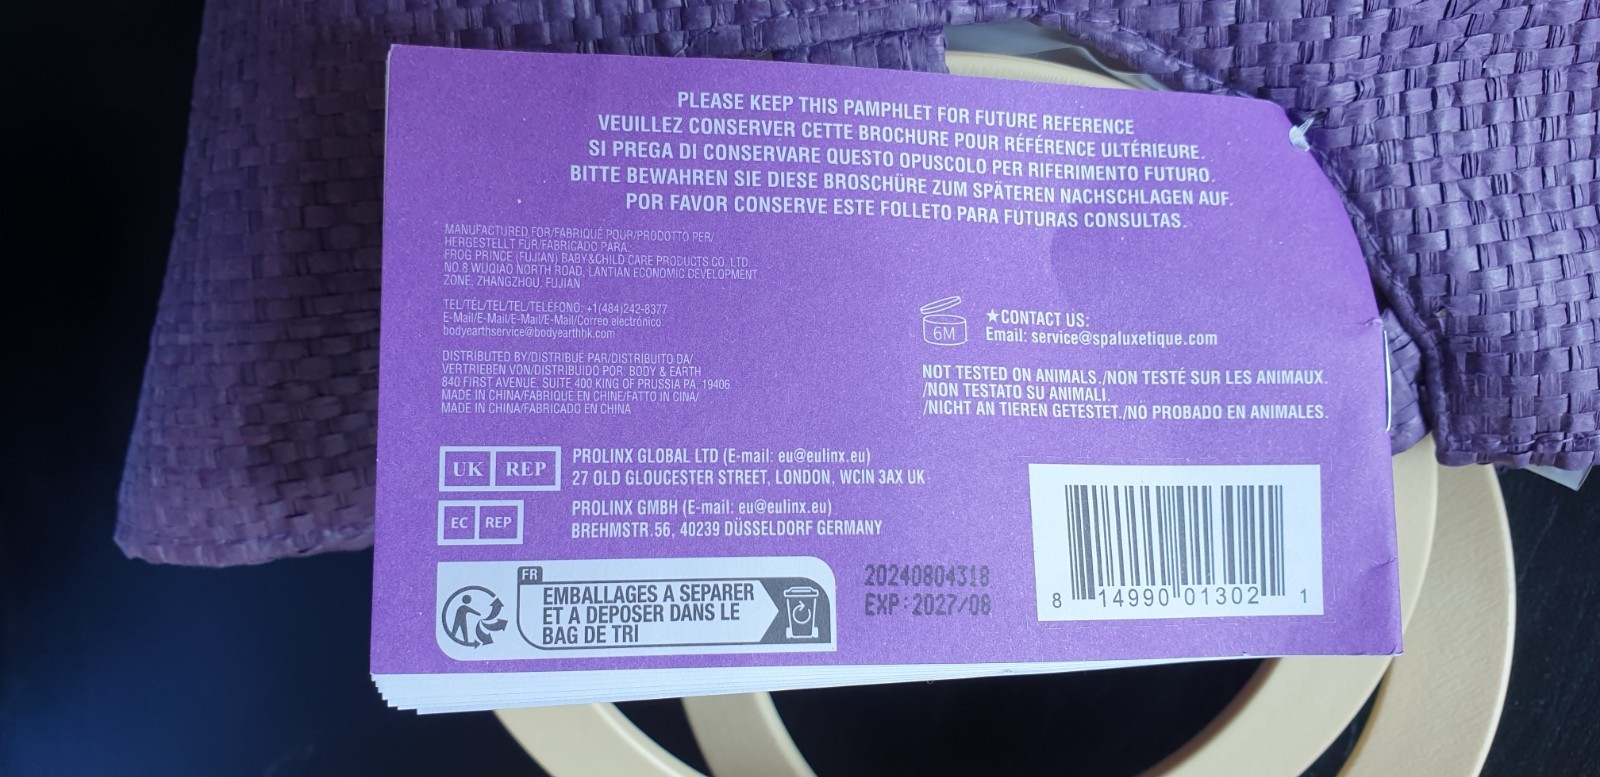 PLEASE KEEP THIS PAMPHLET FOR FUTURE REFERENCE
VEUILLEZ CONSERVER CETTE BROCHURE POUR RÉFÉRENCE ULTÉRIEURE.
SI PREGA DI CONSERVARE QUESTO OPUSCOLO PER RIFERIMENTO FUTURO.
BITTE BEWAHREN SIE DIESE BROSCHÜRE ZUM SPÄTEREN NACHSCHLAGEN AUF.
POR FAVOR CONSERVE ESTE FOLLETO PARA FUTURAS CONSULTAS.
MANUFACTURED FOR/FABRIQUÉ POUR/PRODOTTO PER/
HERGESTELLT FÜR/FABRICADO PARA:
FROG PRINCE (FUJIAN) BABY&CHILD CARE PRODUCTS CO. LTD.
NO.8 WUQIAO NORTH ROAD, LANTIAN ECONOMIC DEVELOPMENT
ZONE, ZHANGZHOU, FUJIAN
TEL/TÉL/TEL/TEL/TELÉFONO: +1(484)242-8377
E-Mail/E-Mail/E-Mail/E-Mail/Correo electrónico:
bodyearthservice@bodyearthhk.com
DISTRIBUTED BY/DISTRIBUÉ PAR/DISTRIBUITO DA/
VERTRIEBEN VON/DISTRIBUIDO POR: BODY & EARTH
840 FIRST AVENUE, SUITE 400 KING OF PRUSSIA PA, 19406
MADE IN CHINA/FABRIQUE EN CHINE/FATTO IN CINA/
MADE IN CHINA/FABRICADO EN CHINA
6M
★CONTACT US:
Email: service@spaluxetique.com
NOT TESTED ON ANIMALS./NON TESTÉ SUR LES ANIMAUX.
/NON TESTATO SU ANIMALI.
/NICHT AN TIEREN GETESTET./NO PROBADO EN ANIMALES.
UK REP
PROLINX GLOBAL LTD (E-mail: eu@eulinx.eu)
27 OLD GLOUCESTER STREET, LONDON, WCIN 3AX UK
EC REP
PROLINX GMBH (E-mail: eu@eulinx.eu)
BREHMSTR.56, 40239 DÜSSELDORF GERMANY
FR
EMBALLAGES A SEPARER
ET A DEPOSER DANS LE
BAG DE TRI
20240804318
EXP:2027/08
8 14990 01302 1